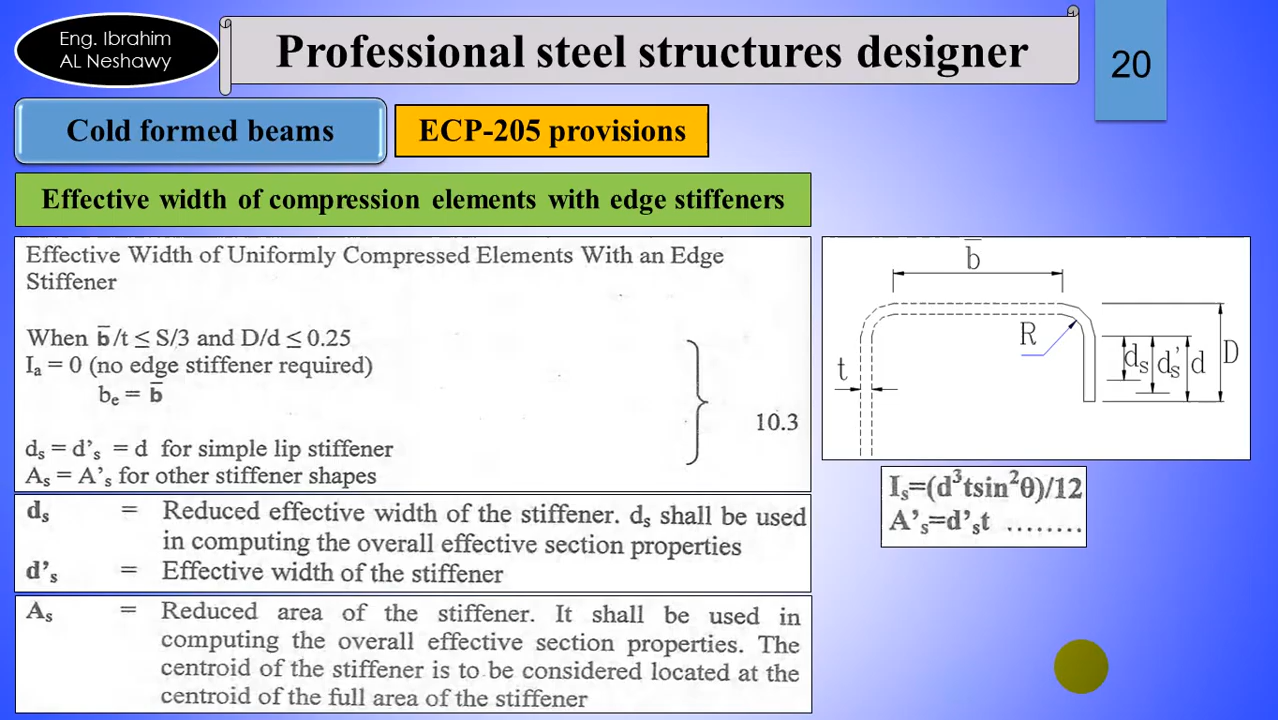 Eng. Ibrahim
AL Neshawy
Professional steel structures designer
20
Cold formed beams
ECP-205 provisions
Effective width of compression elements with edge stiffeners
Effective Width of Uniformly Compressed Elements With an Edge
Stiffener
When b̅/t ≤ S/3 and D/d ≤ 0.25
Iₐ = 0 (no edge stiffener required)
bₑ = b̅
10.3
dₛ = d'ₛ = d for simple lip stiffener
Aₛ = A'ₛ for other stiffener shapes
dₛ = Reduced effective width of the stiffener. dₛ shall be used
in computing the overall effective section properties
d'ₛ = Effective width of the stiffener
Aₛ = Reduced area of the stiffener. It shall be used in
computing the overall effective section properties. The
centroid of the stiffener is to be considered located at the
centroid of the full area of the stiffener
b̅
R
t
dₛ d'ₛ d D
Iₛ=(d³tsin²θ)/12
A'ₛ=d'ₛt ........